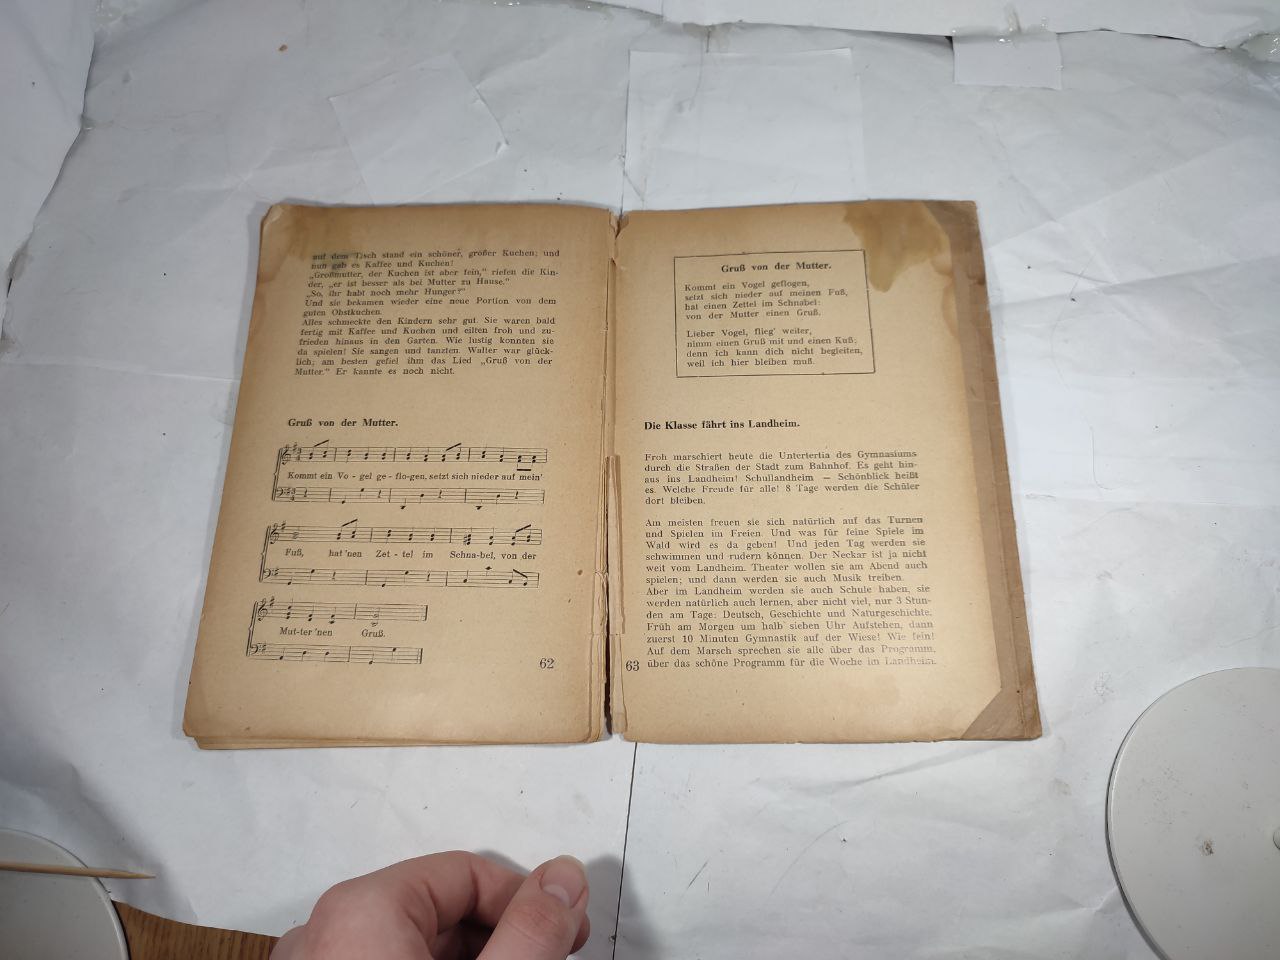 auf dem Tisch stand ein schöner, großer Kuchen; und
nun gab es Kaffee und Kuchen!
„Großmutter, der Kuchen ist aber fein,“ riefen die Kin-
der, „er ist besser als bei Mutter zu Hause.“
„So, ihr habt noch mehr Hunger?“
Und sie bekamen wieder eine neue Portion von dem
guten Obstkuchen.
Alles schmeckte den Kindern sehr gut. Sie waren bald
fertig mit Kaffee und Kuchen und eilten froh und zu-
frieden hinaus in den Garten. Wie lustig konnten sie
da spielen! Sie sangen und tanzten. Walter war glück-
lich; am besten gefiel ihm das Lied „Gruß von der
Mutter.“ Er kannte es noch nicht.
Gruß von der Mutter.
Kommt ein Vo - gel ge - flo-gen, setzt sich nieder auf mein'
Fuß, hat 'nen Zet - tel im Schna-bel, von der
Mut-ter 'nen Gruß.
62
Gruß von der Mutter.
Kommt ein Vogel geflogen,
setzt sich nieder auf meinen Fuß,
hat einen Zettel im Schnabel:
von der Mutter einen Gruß.
Lieber Vogel, flieg' weiter,
nimm einen Gruß mit und einen Kuß;
denn ich kann dich nicht begleiten,
weil ich hier bleiben muß.
Die Klasse fährt ins Landheim.
Froh marschiert heute die Untertertia des Gymnasiums
durch die Straßen der Stadt zum Bahnhof. Es geht hin-
aus ins Landheim! Schullandheim — Schönblick heißt
es. Welche Freude für alle! 8 Tage werden die Schüler
dort bleiben.
Am meisten freuen sie sich natürlich auf das Turnen
und Spielen im Freien. Und was für feine Spiele im
Wald wird es da geben! Und jeden Tag werden sie
schwimmen und rudern können. Der Neckar ist ja nicht
weit vom Landheim. Theater wollen sie am Abend auch
spielen; und dann werden sie auch Musik treiben.
Aber im Landheim werden sie auch Schule haben, sie
werden natürlich auch lernen, aber nicht viel, nur 3 Stun-
den am Tage: Deutsch, Geschichte und Naturgeschichte.
Früh am Morgen um halb sieben Uhr Aufstehen, dann
zuerst 10 Minuten Gymnastik auf der Wiese! Wie fein!
Auf dem Marsch sprechen sie alle über das Programm,
über das schöne Programm für die Woche im Landheim.
63